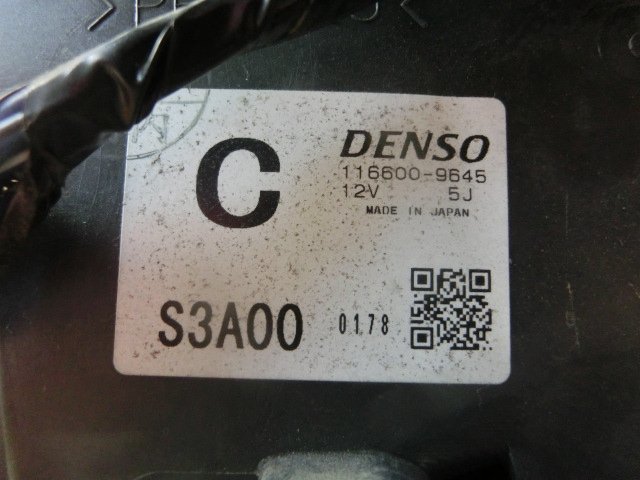 C
DENSO
116600-9645
12V 5J
MADE IN JAPAN
S3A00 0178